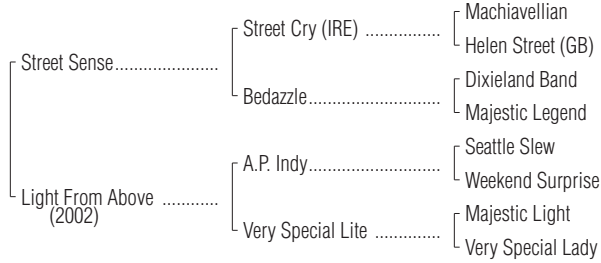 Machiavellian
Street Cry (IRE) ................
Helen Street (GB)
Street Sense......................
Dixieland Band
Bedazzle............................
Majestic Legend
Seattle Slew
A.P. Indy............................
Weekend Surprise
Light From Above ............
(2002)
Majestic Light
Very Special Lite ..............
Very Special Lady